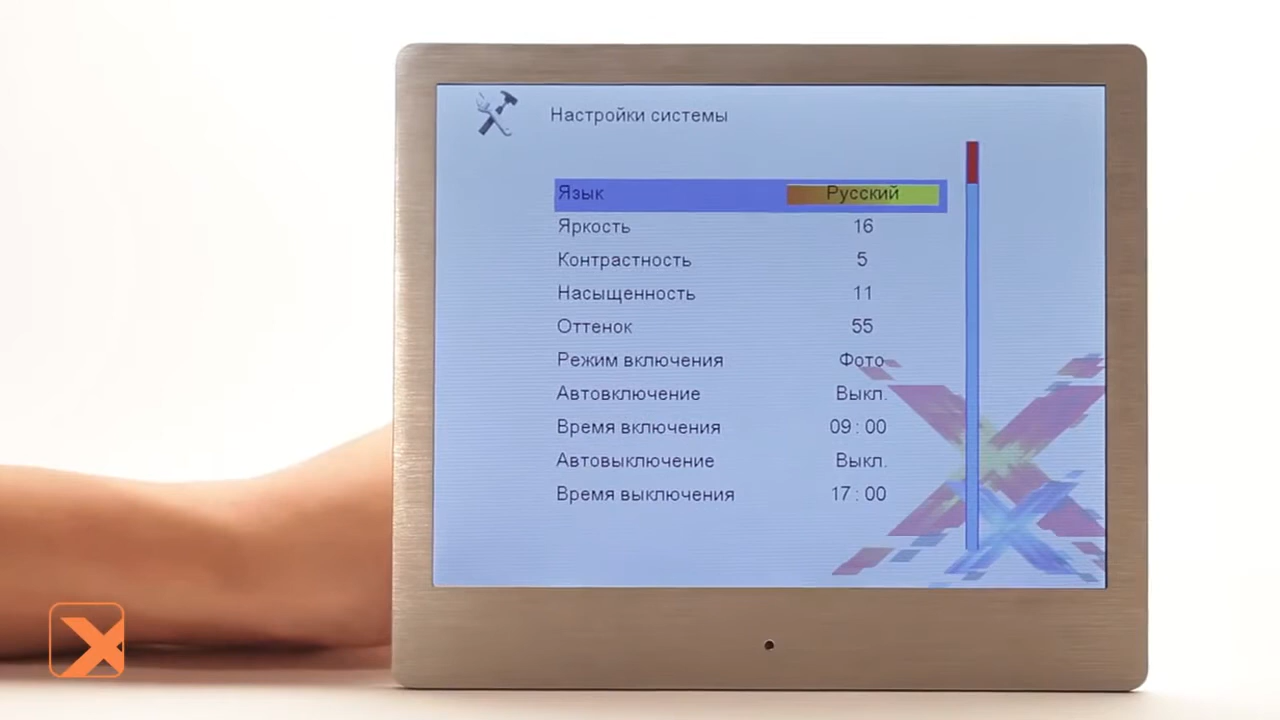 Настройки системы
Язык Русский
Яркость 16
Контрастность 5
Насыщенность 11
Оттенок 55
Режим включения Фото
Автовключение Выкл.
Время включения 09 : 00
Автовыключение Выкл.
Время выключения 17 : 00